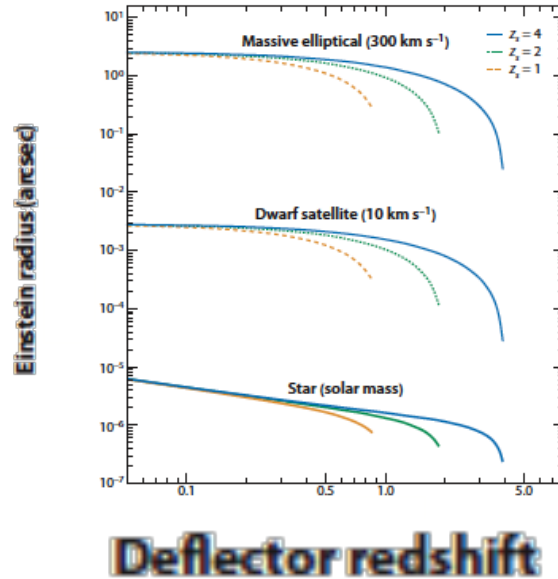 10¹
Massive elliptical (300 km s⁻¹)
zₛ = 4
zₛ = 2
zₛ = 1
10⁰
10⁻¹
10⁻²
Dwarf satellite (10 km s⁻¹)
10⁻³
10⁻⁴
10⁻⁵
Star (solar mass)
10⁻⁶
10⁻⁷
0.1
0.5
1.0
5.0
Einstein radius (arcsec)
Deflector redshift